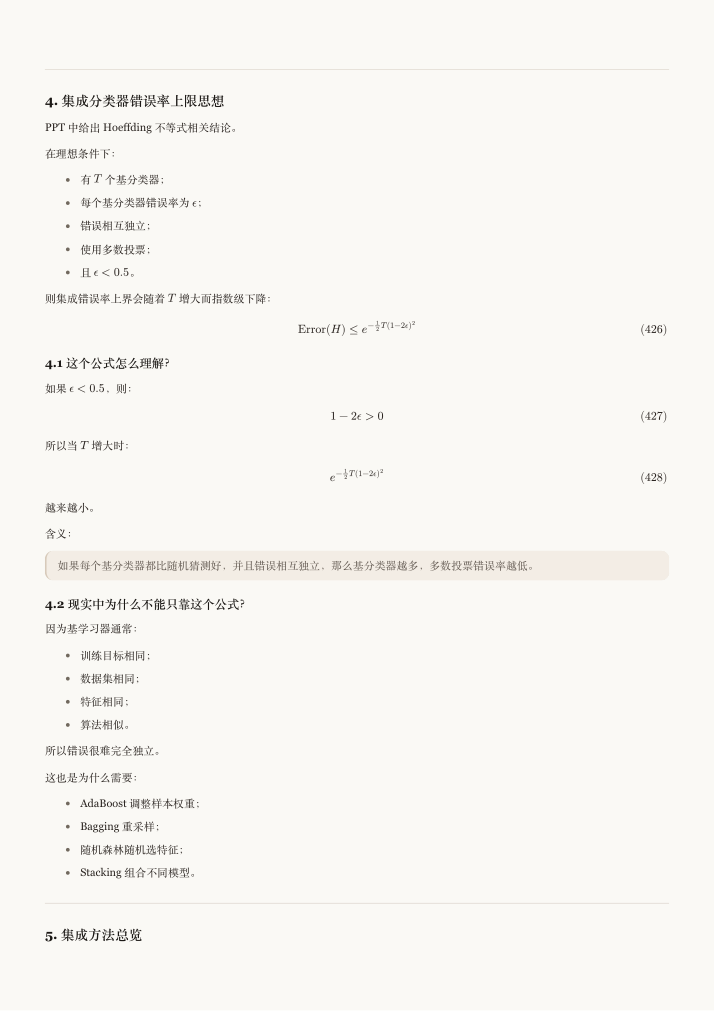 4. 集成分类器错误率上限思想
PPT 中给出 Hoeffding 不等式相关结论。
在理想条件下：
• 有 T 个基分类器；
• 每个基分类器错误率为 ϵ；
• 错误相互独立；
• 使用多数投票；
• 且 ϵ < 0.5。
则集成错误率上界会随着 T 增大而指数级下降：
Error(H) ≤ e^{-\frac{1}{2}T(1-2ϵ)^2} (426)
4.1 这个公式怎么理解？
如果 ϵ < 0.5，则：
1 − 2ϵ > 0 (427)
所以当 T 增大时：
e^{-\frac{1}{2}T(1-2ϵ)^2} (428)
越来越小。
含义：
如果每个基分类器都比随机猜测好，并且错误相互独立，那么基分类器越多，多数投票错误率越低。
4.2 现实中为什么不能只靠这个公式？
因为基学习器通常：
• 训练目标相同；
• 数据集相同；
• 特征相同；
• 算法相似。
所以错误很难完全独立。
这也是为什么需要：
• AdaBoost 调整样本权重；
• Bagging 重采样；
• 随机森林随机选特征；
• Stacking 组合不同模型。
5. 集成方法总览